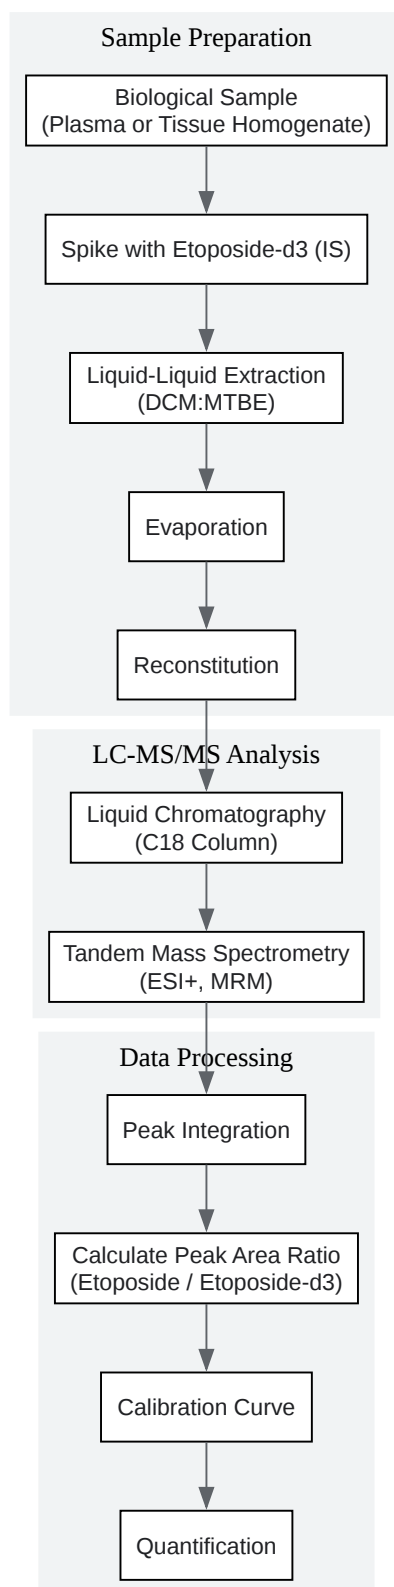 Sample Preparation
Biological Sample
(Plasma or Tissue Homogenate)
Spike with Etoposide-d3 (IS)
Liquid-Liquid Extraction
(DCM:MTBE)
Evaporation
Reconstitution
LC-MS/MS Analysis
Liquid Chromatography
(C18 Column)
Tandem Mass Spectrometry
(ESI+, MRM)
Data Processing
Peak Integration
Calculate Peak Area Ratio
(Etoposide / Etoposide-d3)
Calibration Curve
Quantification